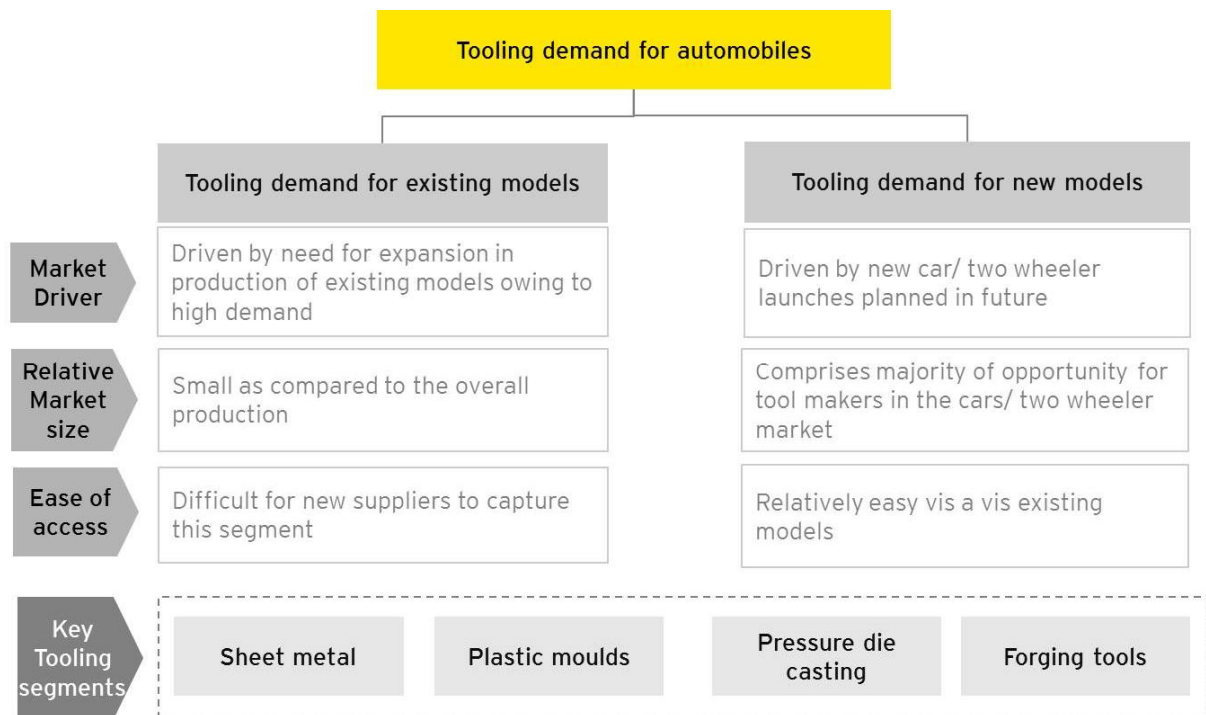 Tooling demand for automobiles
Tooling demand for existing models
Tooling demand for new models
Market
Driver
Driven by need for expansion in
production of existing models owing to
high demand
Driven by new car/ two wheeler
launches planned in future
Relative
Market
size
Small as compared to the overall
production
Comprises majority of opportunity for
tool makers in the cars/ two wheeler
market
Ease of
access
Difficult for new suppliers to capture
this segment
Relatively easy vis a vis existing
models
Key
Tooling
segments
Sheet metal
Plastic moulds
Pressure die
casting
Forging tools